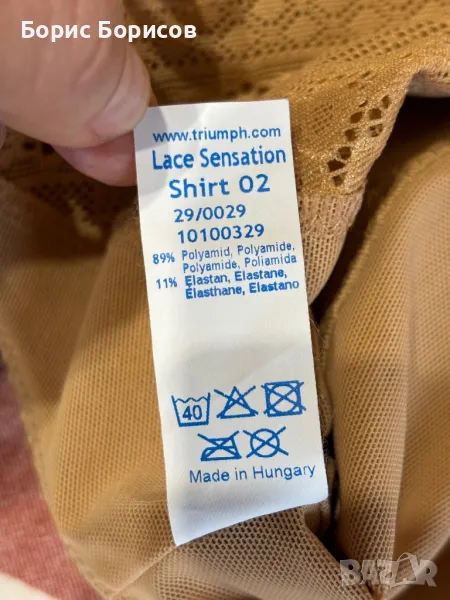 Борис Борисов
www.triumph.com
Lace Sensation
Shirt 02
29/0029
10100329
89% Polyamid, Polyamide,
Polyamide, Poliamida
11% Elastan, Elastane,
Élasthane, Elastano
40
Made in Hungary
BAZAR